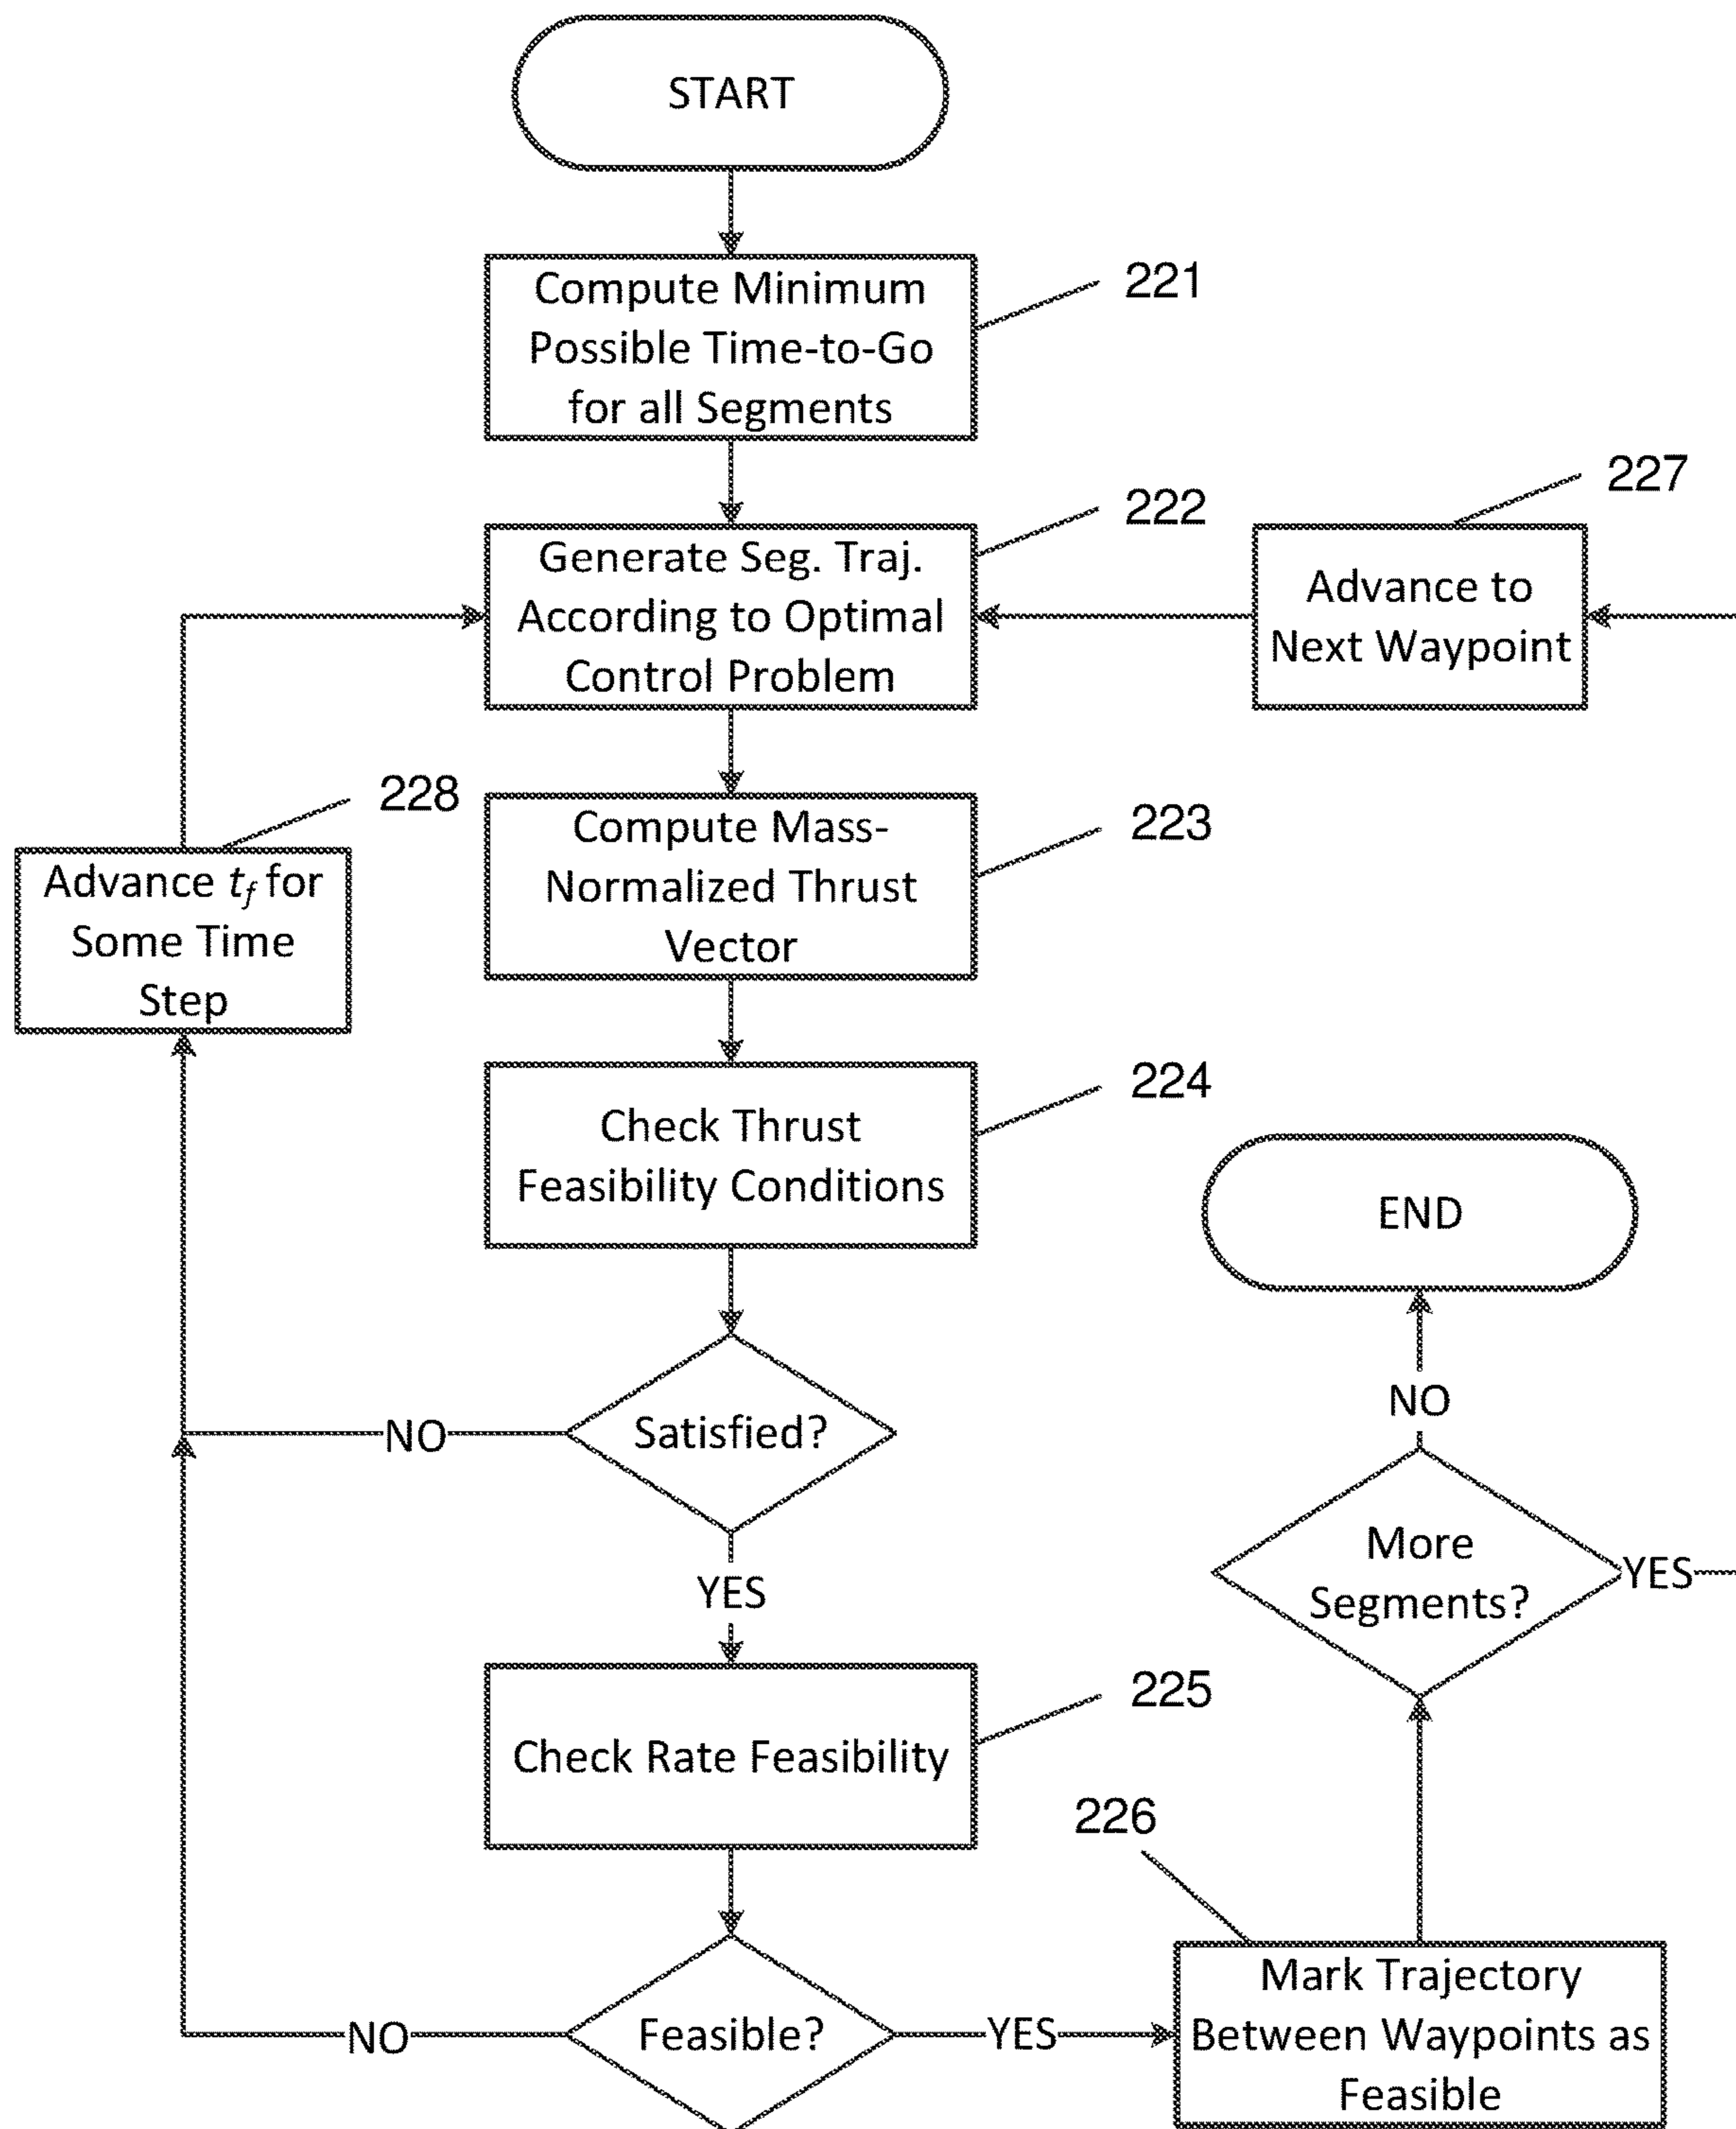 START
Compute Minimum
Possible Time-to-Go
for all Segments
221
Generate Seg. Traj.
According to Optimal
Control Problem
222
Advance to
Next Waypoint
227
Compute Mass-
Normalized Thrust
Vector
223
Advance tf for
Some Time
Step
228
Check Thrust
Feasibility Conditions
224
Satisfied?
NO
YES
Check Rate Feasibility
225
Feasible?
NO
YES
Mark Trajectory
Between Waypoints as
Feasible
226
More
Segments?
YES
NO
END